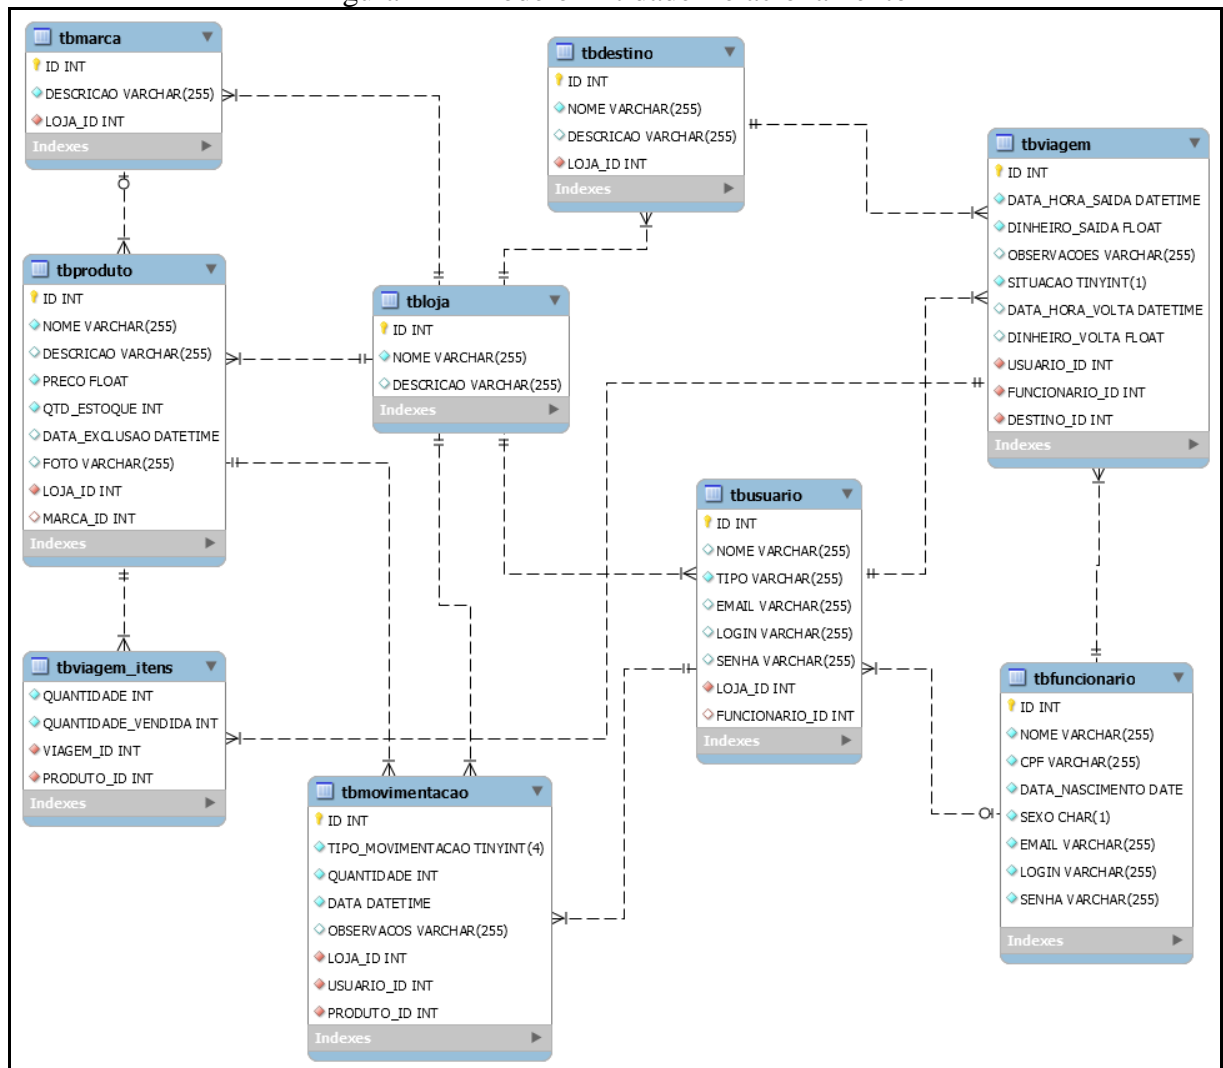 tbmarca
ID INT
DESCRICAO VARCHAR(255)
LOJA_ID INT
Indexes
tbdestino
ID INT
NOME VARCHAR(255)
DESCRICAO VARCHAR(255)
LOJA_ID INT
Indexes
tbviagem
ID INT
DATA_HORA_SAIDA DATETIME
DINHEIRO_SAIDA FLOAT
OBSERVACOES VARCHAR(255)
SITUACAO TINYINT(1)
DATA_HORA_VOLTA DATETIME
DINHEIRO_VOLTA FLOAT
USUARIO_ID INT
FUNCIONARIO_ID INT
DESTINO_ID INT
Indexes
tbproduto
ID INT
NOME VARCHAR(255)
DESCRICAO VARCHAR(255)
PRECO FLOAT
QTD_ESTOQUE INT
DATA_EXCLUSAO DATETIME
FOTO VARCHAR(255)
LOJA_ID INT
MARCA_ID INT
Indexes
tbloja
ID INT
NOME VARCHAR(255)
DESCRICAO VARCHAR(255)
Indexes
tbusuario
ID INT
NOME VARCHAR(255)
TIPO VARCHAR(255)
EMAIL VARCHAR(255)
LOGIN VARCHAR(255)
SENHA VARCHAR(255)
LOJA_ID INT
FUNCIONARIO_ID INT
Indexes
tbviagem_itens
QUANTIDADE INT
QUANTIDADE_VENDIDA INT
VIAGEM_ID INT
PRODUTO_ID INT
Indexes
tbfuncionario
ID INT
NOME VARCHAR(255)
CPF VARCHAR(255)
DATA_NASCIMENTO DATE
SEXO CHAR(1)
EMAIL VARCHAR(255)
LOGIN VARCHAR(255)
SENHA VARCHAR(255)
Indexes
tbmovimentacao
ID INT
TIPO_MOVIMENTACAO TINYINT(4)
QUANTIDADE INT
DATA DATETIME
OBSERVACOS VARCHAR(255)
LOJA_ID INT
USUARIO_ID INT
PRODUTO_ID INT
Indexes